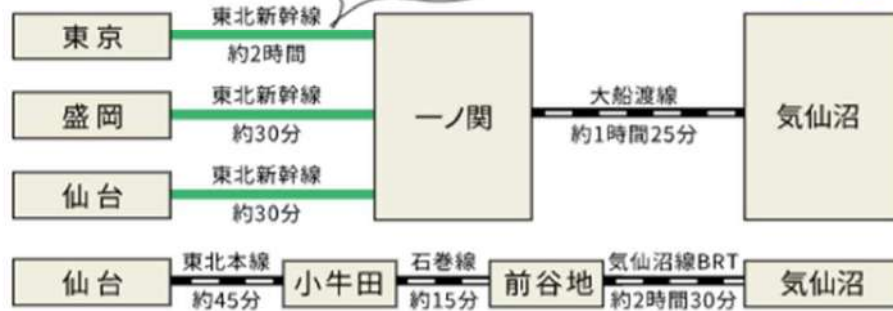 東京
東北新幹線
約2時間
盛岡
東北新幹線
約30分
仙台
東北新幹線
約30分
一ノ関
大船渡線
約1時間25分
気仙沼
仙台
東北本線
約45分
小牛田
石巻線
約15分
前谷地
気仙沼線BRT
約2時間30分
気仙沼